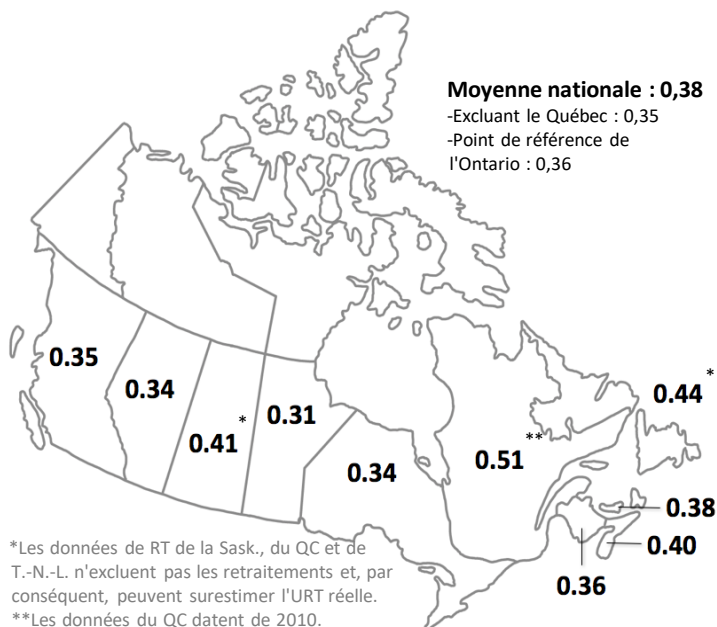 Moyenne nationale : 0,38
-Excluant le Québec : 0,35
-Point de référence de
l'Ontario : 0,36
0.35
0.34
0.41*
0.31
0.34
0.51**
0.44*
0.38
0.40
0.36
*Les données de RT de la Sask., du QC et de
T.-N.-L. n'excluent pas les retraitements et, par
conséquent, peuvent surestimer l'URT réelle.
**Les données du QC datent de 2010.